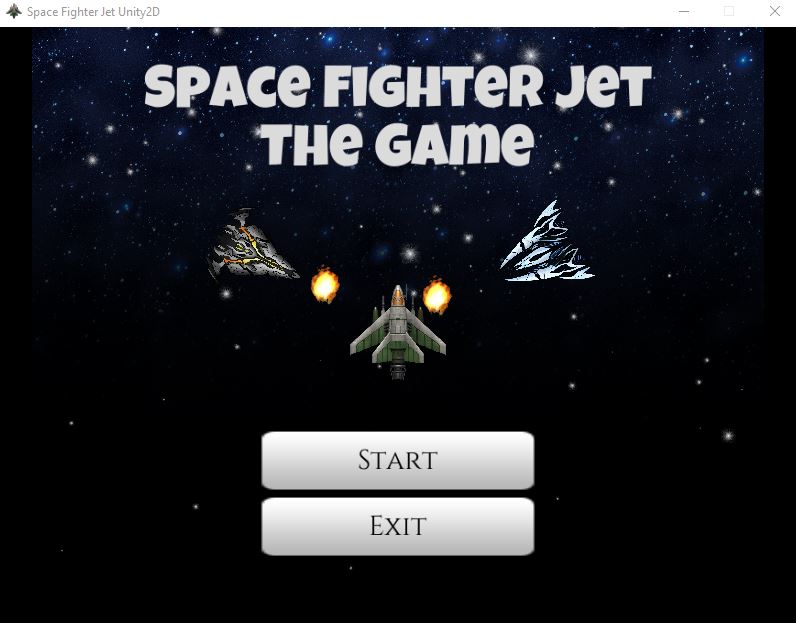 Space Fighter Jet Unity2D
SPACE FIGHTER JET
THE GAME
START
EXIT